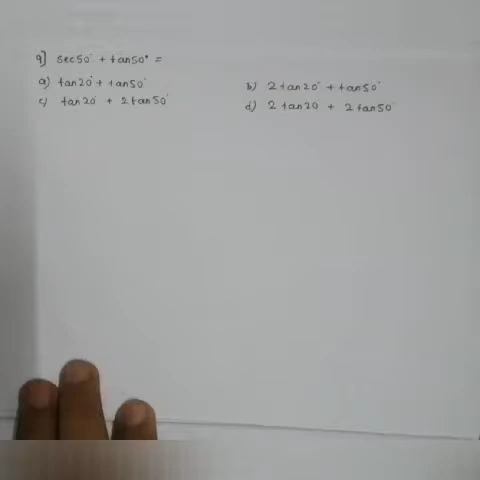 9] sec50° + tan50° =
a) tan20° + tan50°
b) 2 tan20° + tan50°
c) tan20° + 2 tan50°
d) 2 tan20 + 2 tan50°